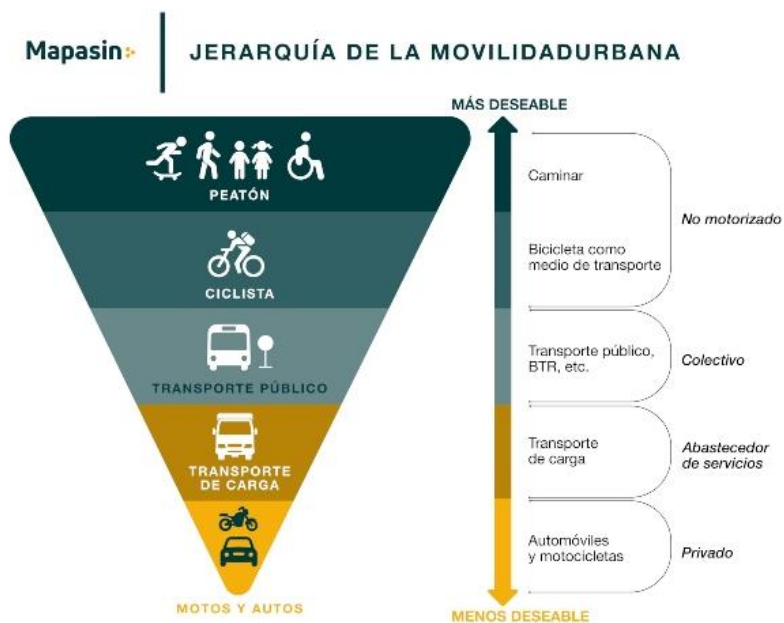 Mapasin
JERARQUÍA DE LA MOVILIDADURBANA
MÁS DESEABLE
PEATÓN
CICLISTA
TRANSPORTE PÚBLICO
TRANSPORTE
DE CARGA
MOTOS Y AUTOS
Caminar
Bicicleta como
medio de transporte
No motorizado
Transporte público,
BTR, etc.
Colectivo
Transporte
de carga
Abastecedor
de servicios
Automóviles
y motocicletas
Privado
MENOS DESEABLE